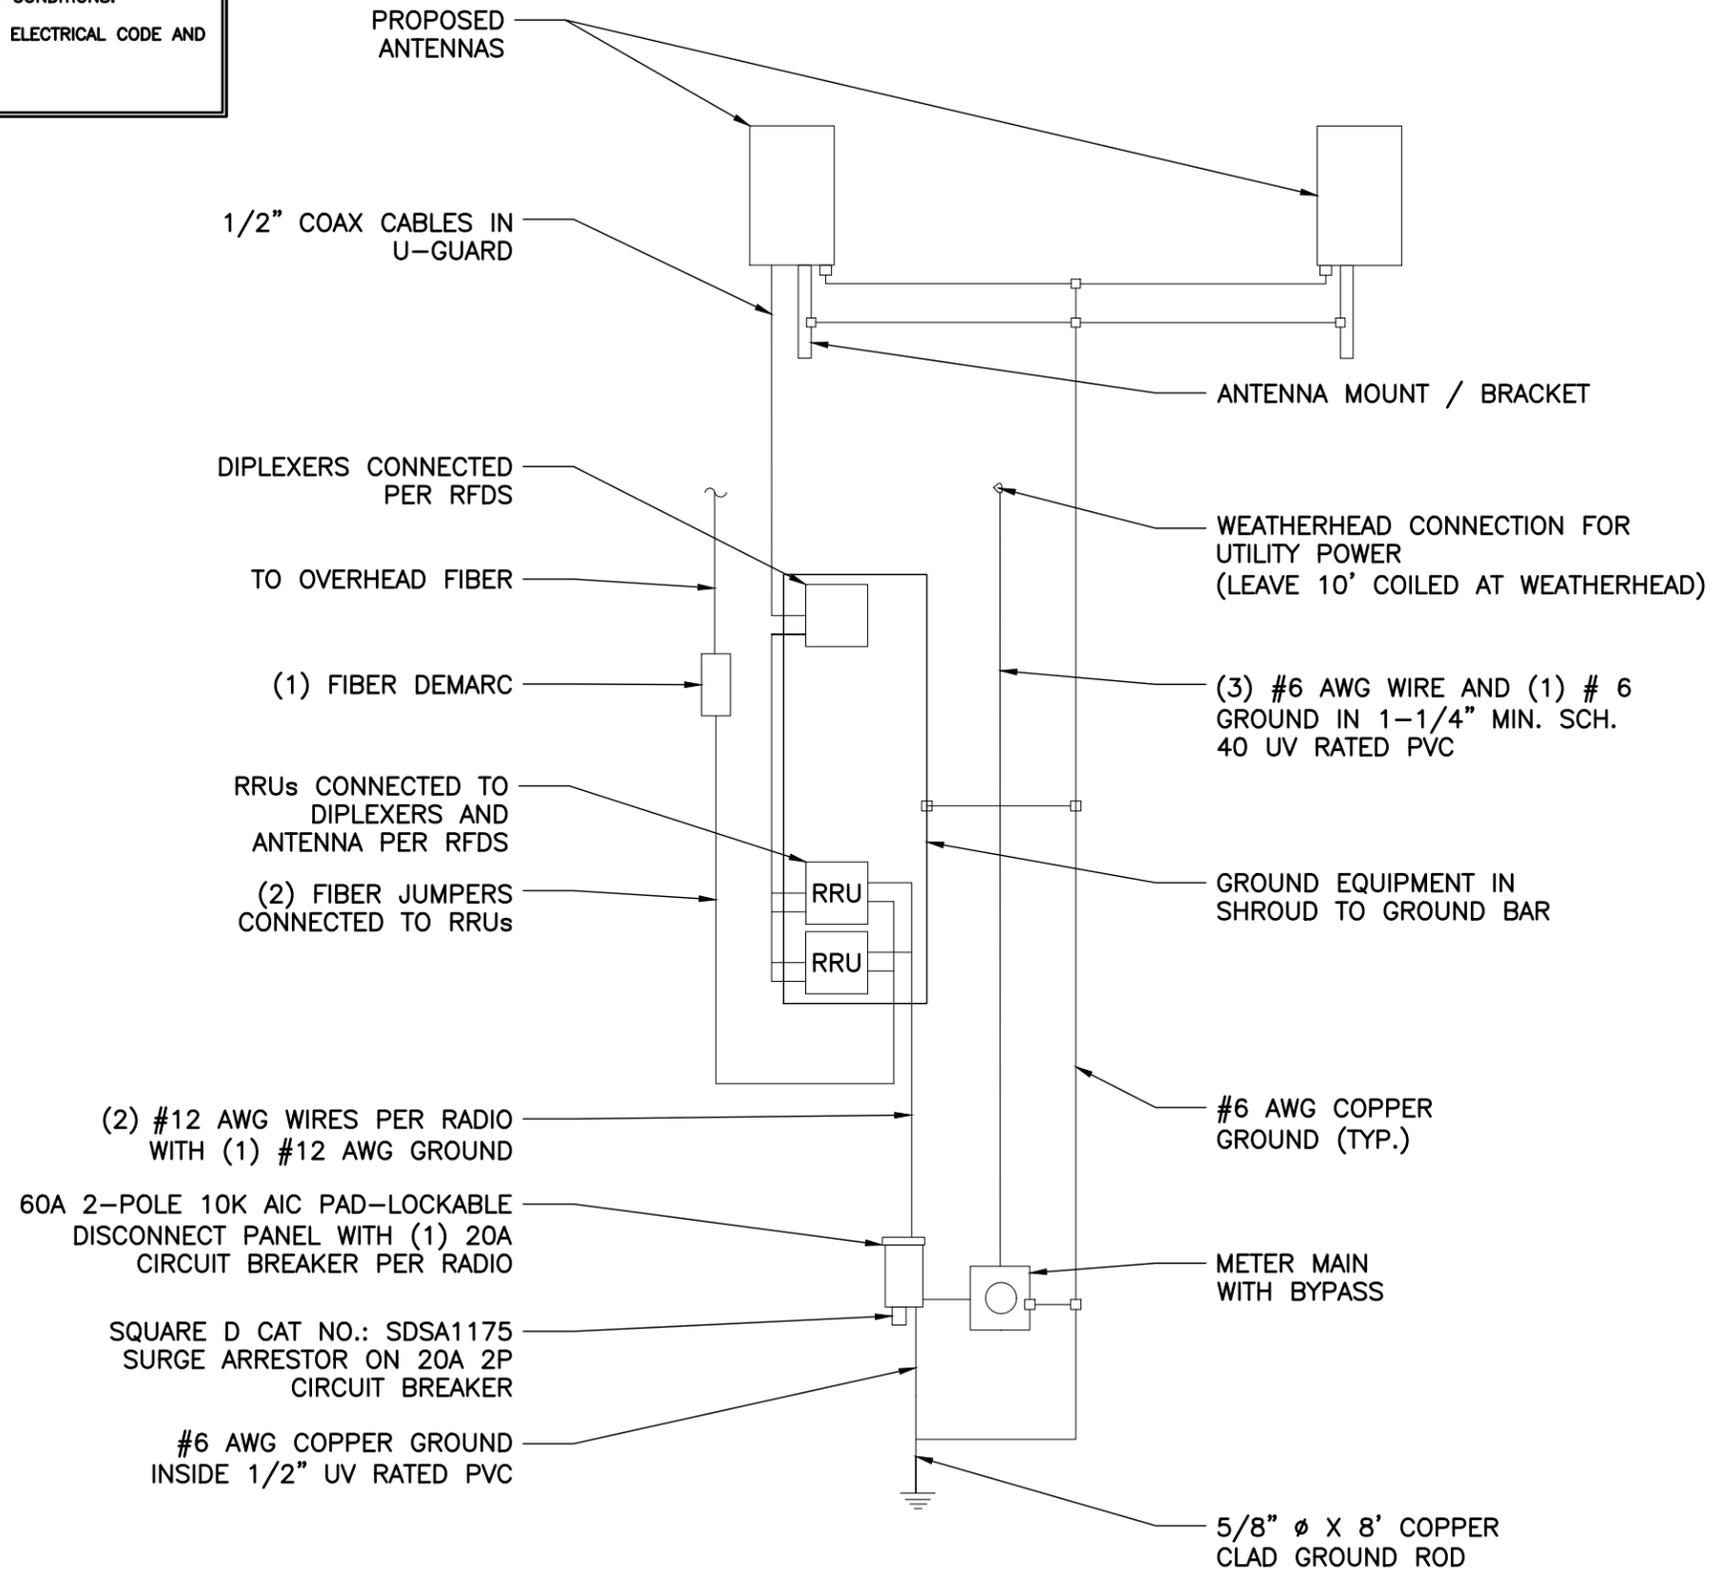 CONDITIONS.
ELECTRICAL CODE AND
PROPOSED
ANTENNAS
1/2” COAX CABLES IN
U-GUARD
ANTENNA MOUNT / BRACKET
DIPLEXERS CONNECTED
PER RFDS
WEATHERHEAD CONNECTION FOR
UTILITY POWER
(LEAVE 10’ COILED AT WEATHERHEAD)
TO OVERHEAD FIBER
(1) FIBER DEMARC
(3) #6 AWG WIRE AND (1) # 6
GROUND IN 1-1/4” MIN. SCH.
40 UV RATED PVC
RRUs CONNECTED TO
DIPLEXERS AND
ANTENNA PER RFDS
RRU
(2) FIBER JUMPERS
CONNECTED TO RRUs
RRU
GROUND EQUIPMENT IN
SHROUD TO GROUND BAR
(2) #12 AWG WIRES PER RADIO
WITH (1) #12 AWG GROUND
#6 AWG COPPER
GROUND (TYP.)
60A 2-POLE 10K AIC PAD-LOCKABLE
DISCONNECT PANEL WITH (1) 20A
CIRCUIT BREAKER PER RADIO
METER MAIN
WITH BYPASS
SQUARE D CAT NO.: SDSA1175
SURGE ARRESTOR ON 20A 2P
CIRCUIT BREAKER
#6 AWG COPPER GROUND
INSIDE 1/2” UV RATED PVC
5/8” ø X 8’ COPPER
CLAD GROUND ROD